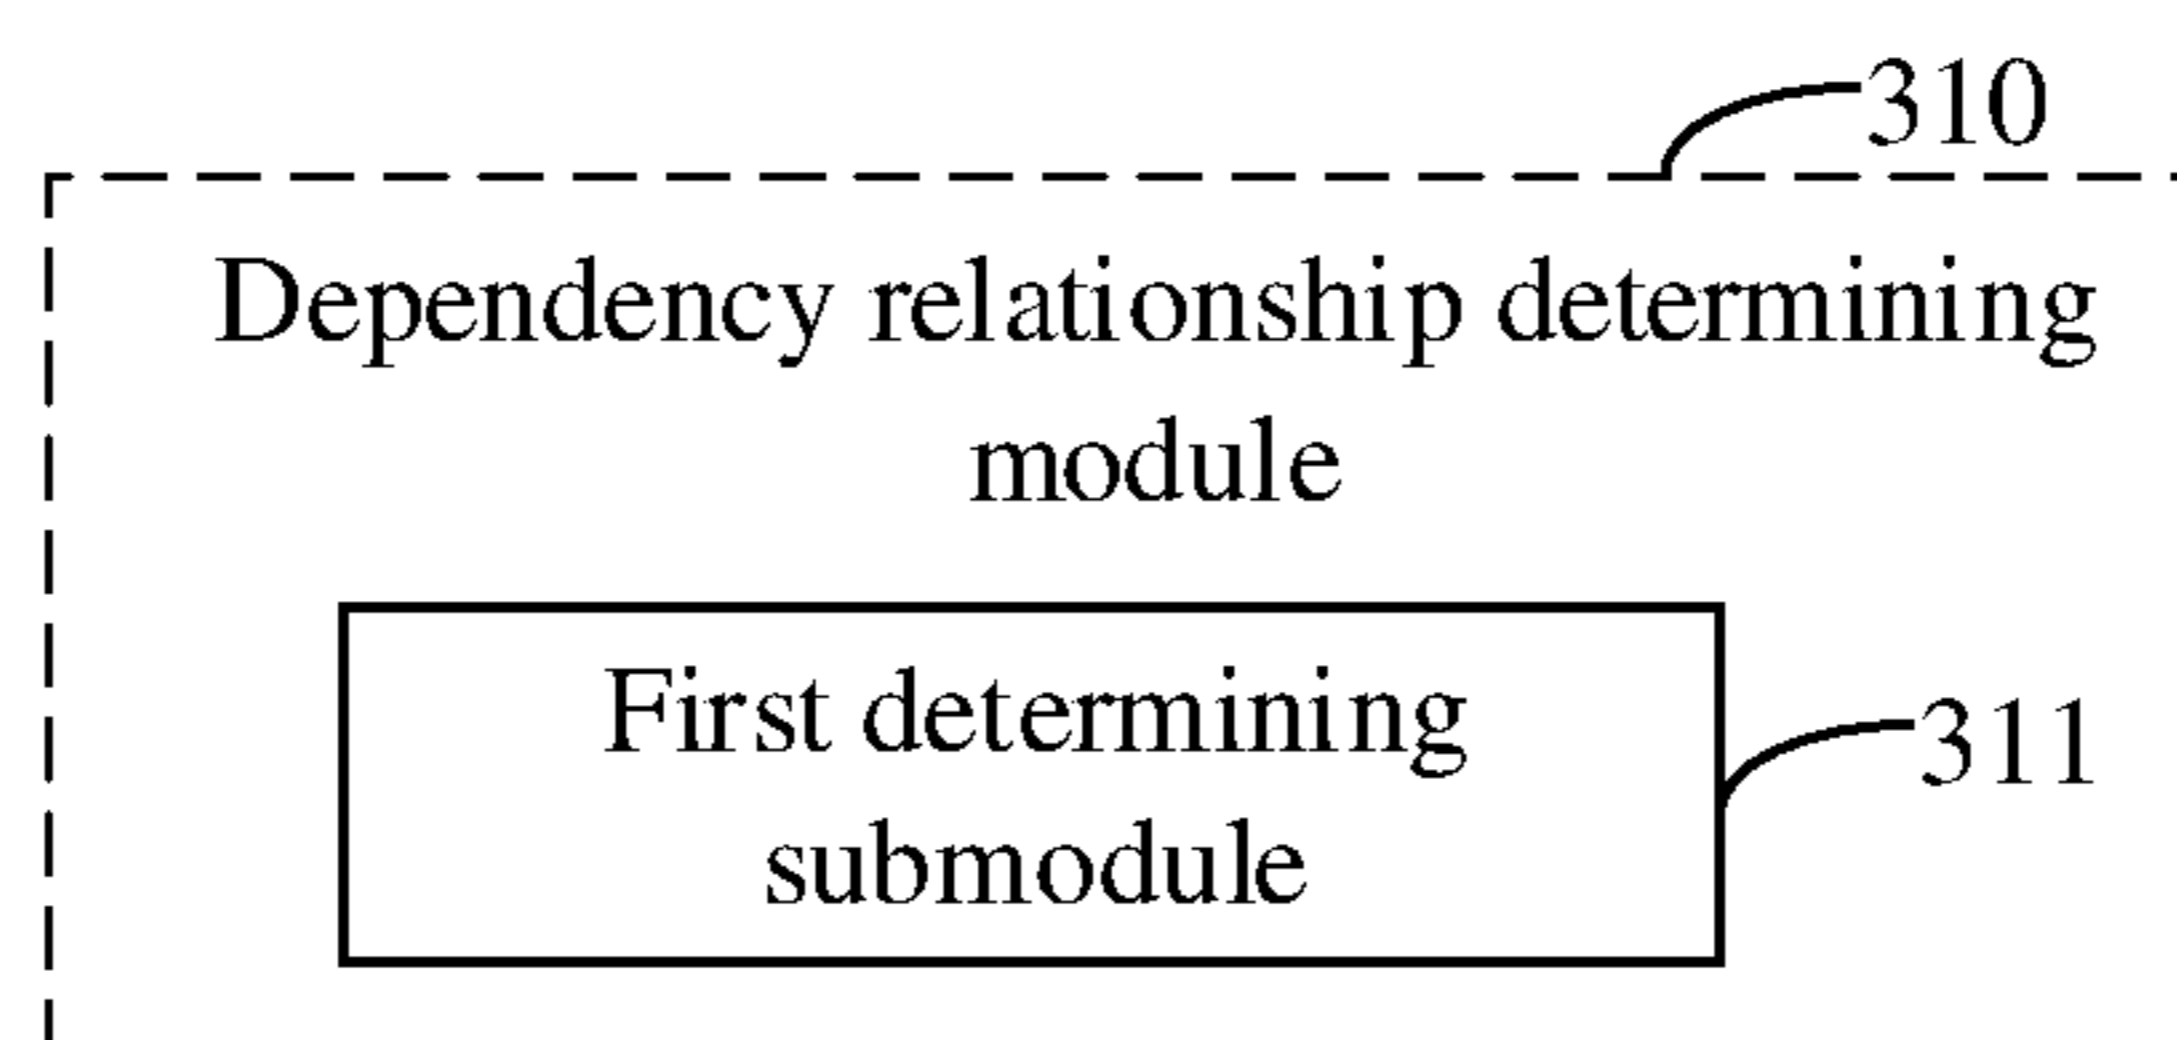 310
Dependency relationship determining
module
First determining
submodule
311